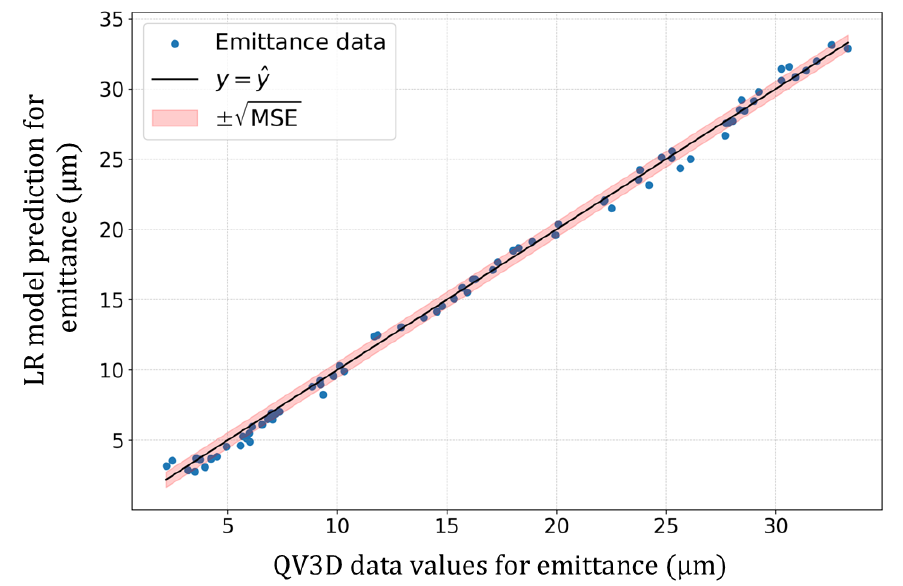 35
30
25
20
15
10
5
LR model prediction for
emittance (μm)
Emittance data
y = ŷ
±√MSE
5 10 15 20 25 30
QV3D data values for emittance (μm)